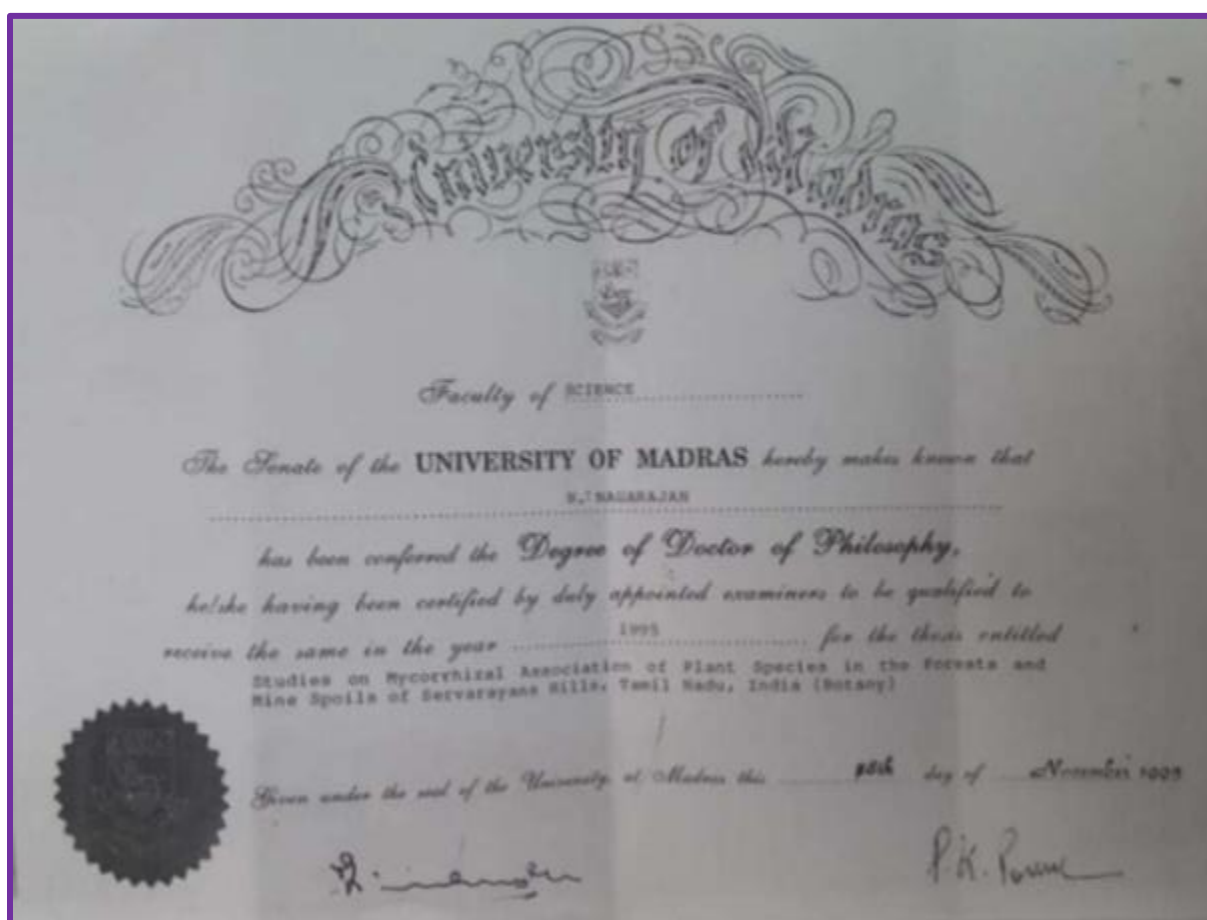 University of Madras
Faculty of SCIENCE
The Senate of the UNIVERSITY OF MADRAS hereby makes known that
NAGARAJAN
has been conferred the Degree of Doctor of Philosophy,
he/she having been certified by duly appointed examiners to be qualified to
receive the same in the year 1995 for the thesis entitled
Studies on Mycorrhizal Association of Plant Species in the Forests and
Mine Spoils of Servarayans Hills, Tamil Nadu, India (Botany)
Given under the seal of the University at Madras this day of November 1995
P.K.